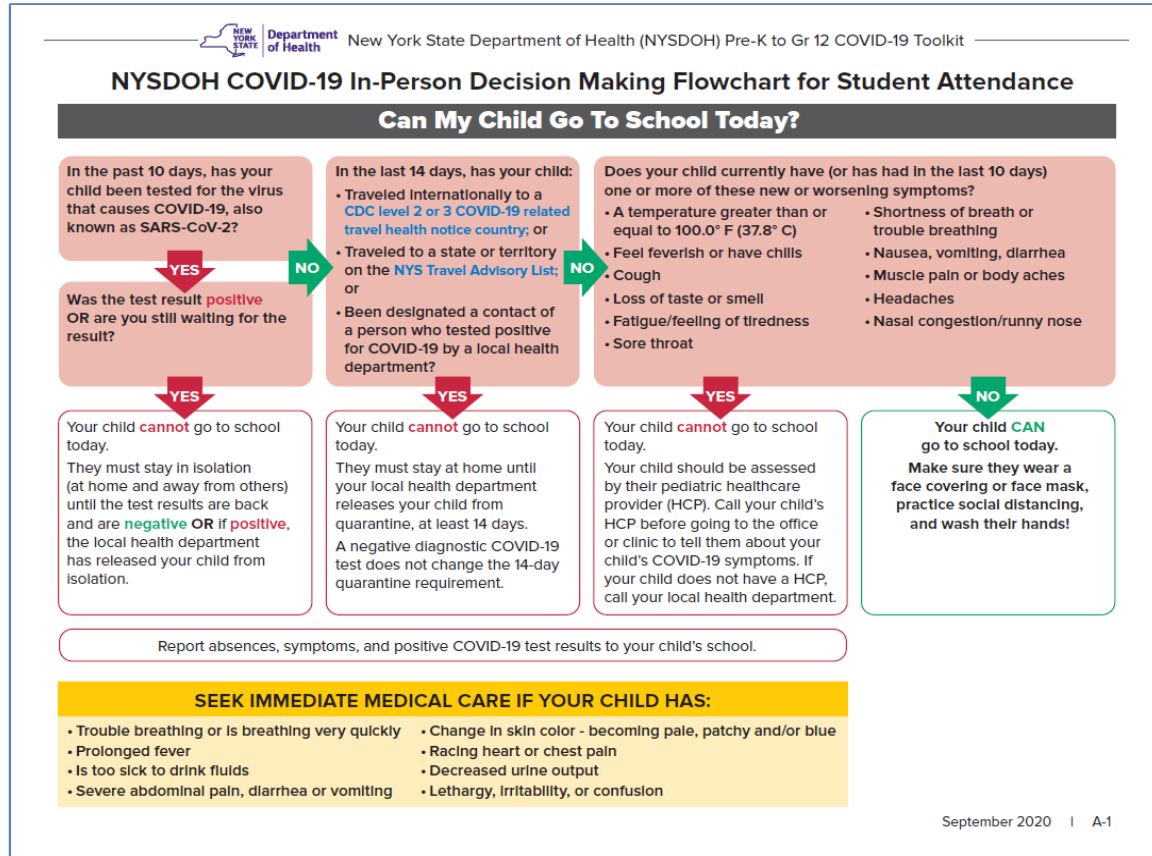 NEW YORK STATE
Department of Health
New York State Department of Health (NYSDOH) Pre-K to Gr 12 COVID-19 Toolkit
NYSDOH COVID-19 In-Person Decision Making Flowchart for Student Attendance
Can My Child Go To School Today?
In the past 10 days, has your
child been tested for the virus
that causes COVID-19, also
known as SARS-CoV-2?
YES
Was the test result positive
OR are you still waiting for the
result?
NO
In the last 14 days, has your child:
• Traveled internationally to a
CDC level 2 or 3 COVID-19 related
travel health notice country; or
• Traveled to a state or territory
on the NYS Travel Advisory List;
or
• Been designated a contact of
a person who tested positive
for COVID-19 by a local health
department?
NO
Does your child currently have (or has had in the last 10 days)
one or more of these new or worsening symptoms?
• A temperature greater than or
equal to 100.0° F (37.8° C)
• Feel feverish or have chills
• Cough
• Loss of taste or smell
• Fatigue/feeling of tiredness
• Sore throat
• Shortness of breath or
trouble breathing
• Nausea, vomiting, diarrhea
• Muscle pain or body aches
• Headaches
• Nasal congestion/runny nose
YES
Your child cannot go to school
today.
They must stay in isolation
(at home and away from others)
until the test results are back
and are negative OR if positive,
the local health department
has released your child from
isolation.
YES
Your child cannot go to school
today.
They must stay at home until
your local health department
releases your child from
quarantine, at least 14 days.
A negative diagnostic COVID-19
test does not change the 14-day
quarantine requirement.
YES
Your child cannot go to school
today.
Your child should be assessed
by their pediatric healthcare
provider (HCP). Call your child's
HCP before going to the office
or clinic to tell them about your
child's COVID-19 symptoms. If
your child does not have a HCP,
call your local health department.
NO
Your child CAN
go to school today.
Make sure they wear a
face covering or face mask,
practice social distancing,
and wash their hands!
Report absences, symptoms, and positive COVID-19 test results to your child's school.
SEEK IMMEDIATE MEDICAL CARE IF YOUR CHILD HAS:
• Trouble breathing or is breathing very quickly
• Prolonged fever
• Is too sick to drink fluids
• Severe abdominal pain, diarrhea or vomiting
• Change in skin color - becoming pale, patchy and/or blue
• Racing heart or chest pain
• Decreased urine output
• Lethargy, irritability, or confusion
September 2020 | A-1